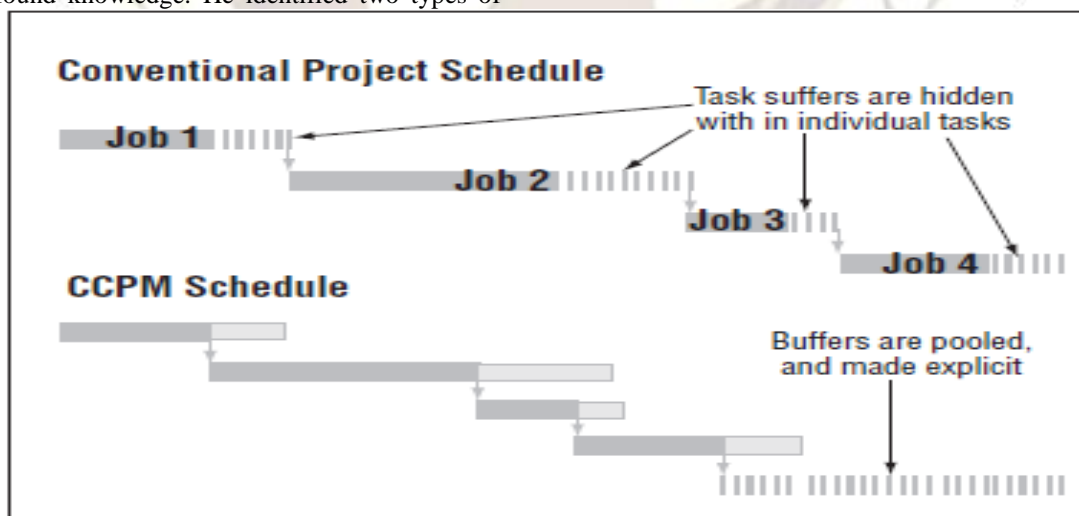 ound knowledge. He identified two types of
Conventional Project Schedule
Task suffers are hidden
with in individual tasks
Job 1
Job 2
Job 3
Job 4
CCPM Schedule
Buffers are pooled,
and made explicit